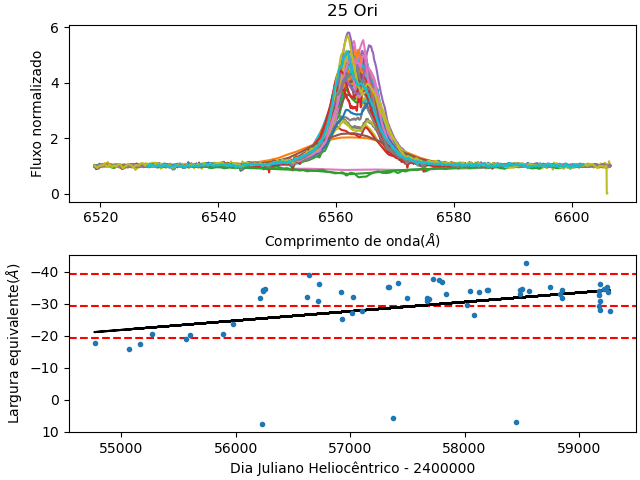 25 Ori
6
4
2
0
Fluxo normalizado
6520 6540 6560 6580 6600
Comprimento de onda(Å)
−40
−30
−20
−10
0
10
Largura equivalente(Å)
55000 56000 57000 58000 59000
Dia Juliano Heliocêntrico - 2400000